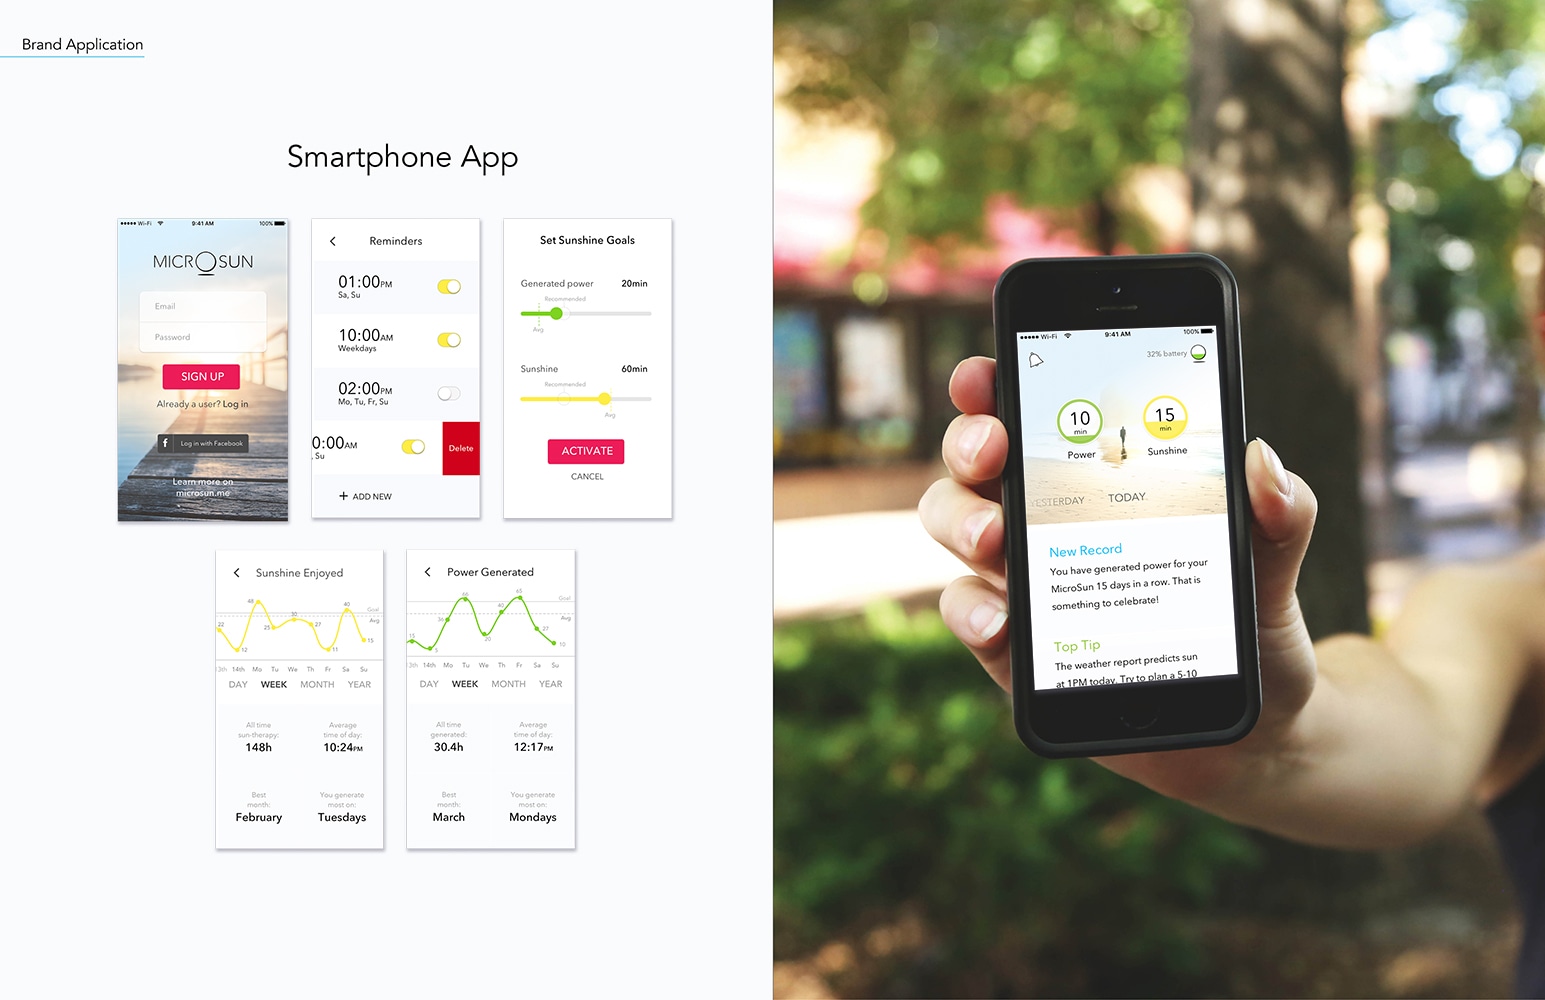 Brand Application
Smartphone App
Wi-Fi 9:41 AM 100%
MICROSUN
Email
Password
SIGN UP
Already a user? Log in
f Log in with Facebook
Learn more on
microsun.me
Reminders
01:00PM
Sa, Su
10:00AM
Weekdays
02:00PM
Mo, Tu, Fr, Su
0:00AM
, Su
Delete
+ ADD NEW
Set Sunshine Goals
Generated power 20min
Recommended
Avg
Sunshine 60min
Recommended
Avg
ACTIVATE
CANCEL
Sunshine Enjoyed
48 40 Goal
22 30 Avg
25 27
12 11 15
13th 14th Mo Tu We Th Fr Sa Su
DAY WEEK MONTH YEAR
All time
sun-therapy:
148h
Average
time of day:
10:24PM
Best
month:
February
You generate
most on:
Tuesdays
Power Generated
66 65 Goal
36 40 Avg
15 20 27
5 10
13th 14th Mo Tu We Th Fr Sa Su
DAY WEEK MONTH YEAR
All time
generated:
30.4h
Average
time of day:
12:17PM
Best
month:
March
You generate
most on:
Mondays
Wi-Fi 9:41 AM 100%
32% battery
10
min
Power
15
min
Sunshine
YESTERDAY TODAY
New Record
You have generated power for your
MicroSun 15 days in a row. That is
something to celebrate!
Top Tip
The weather report predicts sun
at 1PM today. Try to plan a 5-10